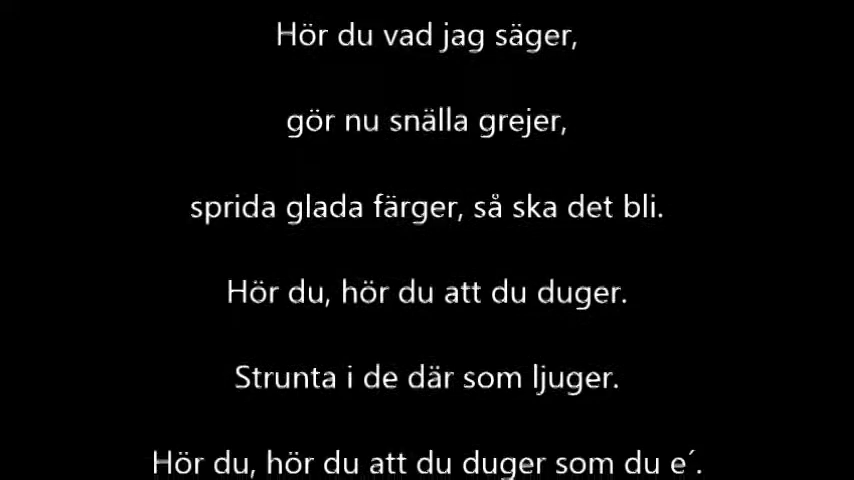 Hör du vad jag säger,
gör nu snälla grejer,
sprida glada färger, så ska det bli.
Hör du, hör du att du duger.
Strunta i de där som ljuger.
Hör du, hör du att du duger som du e´.